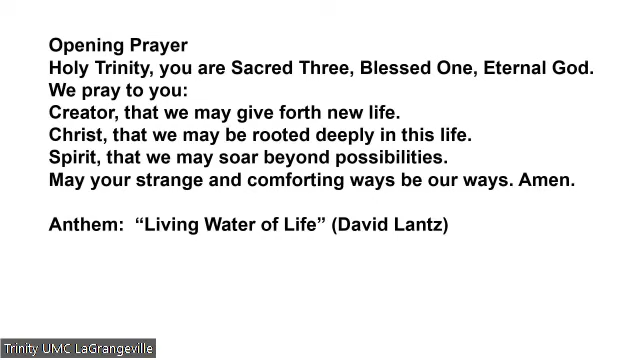 Opening Prayer
Holy Trinity, you are Sacred Three, Blessed One, Eternal God.
We pray to you:
Creator, that we may give forth new life.
Christ, that we may be rooted deeply in this life.
Spirit, that we may soar beyond possibilities.
May your strange and comforting ways be our ways. Amen.
Anthem:  “Living Water of Life” (David Lantz)
Trinity UMC LaGrangeville